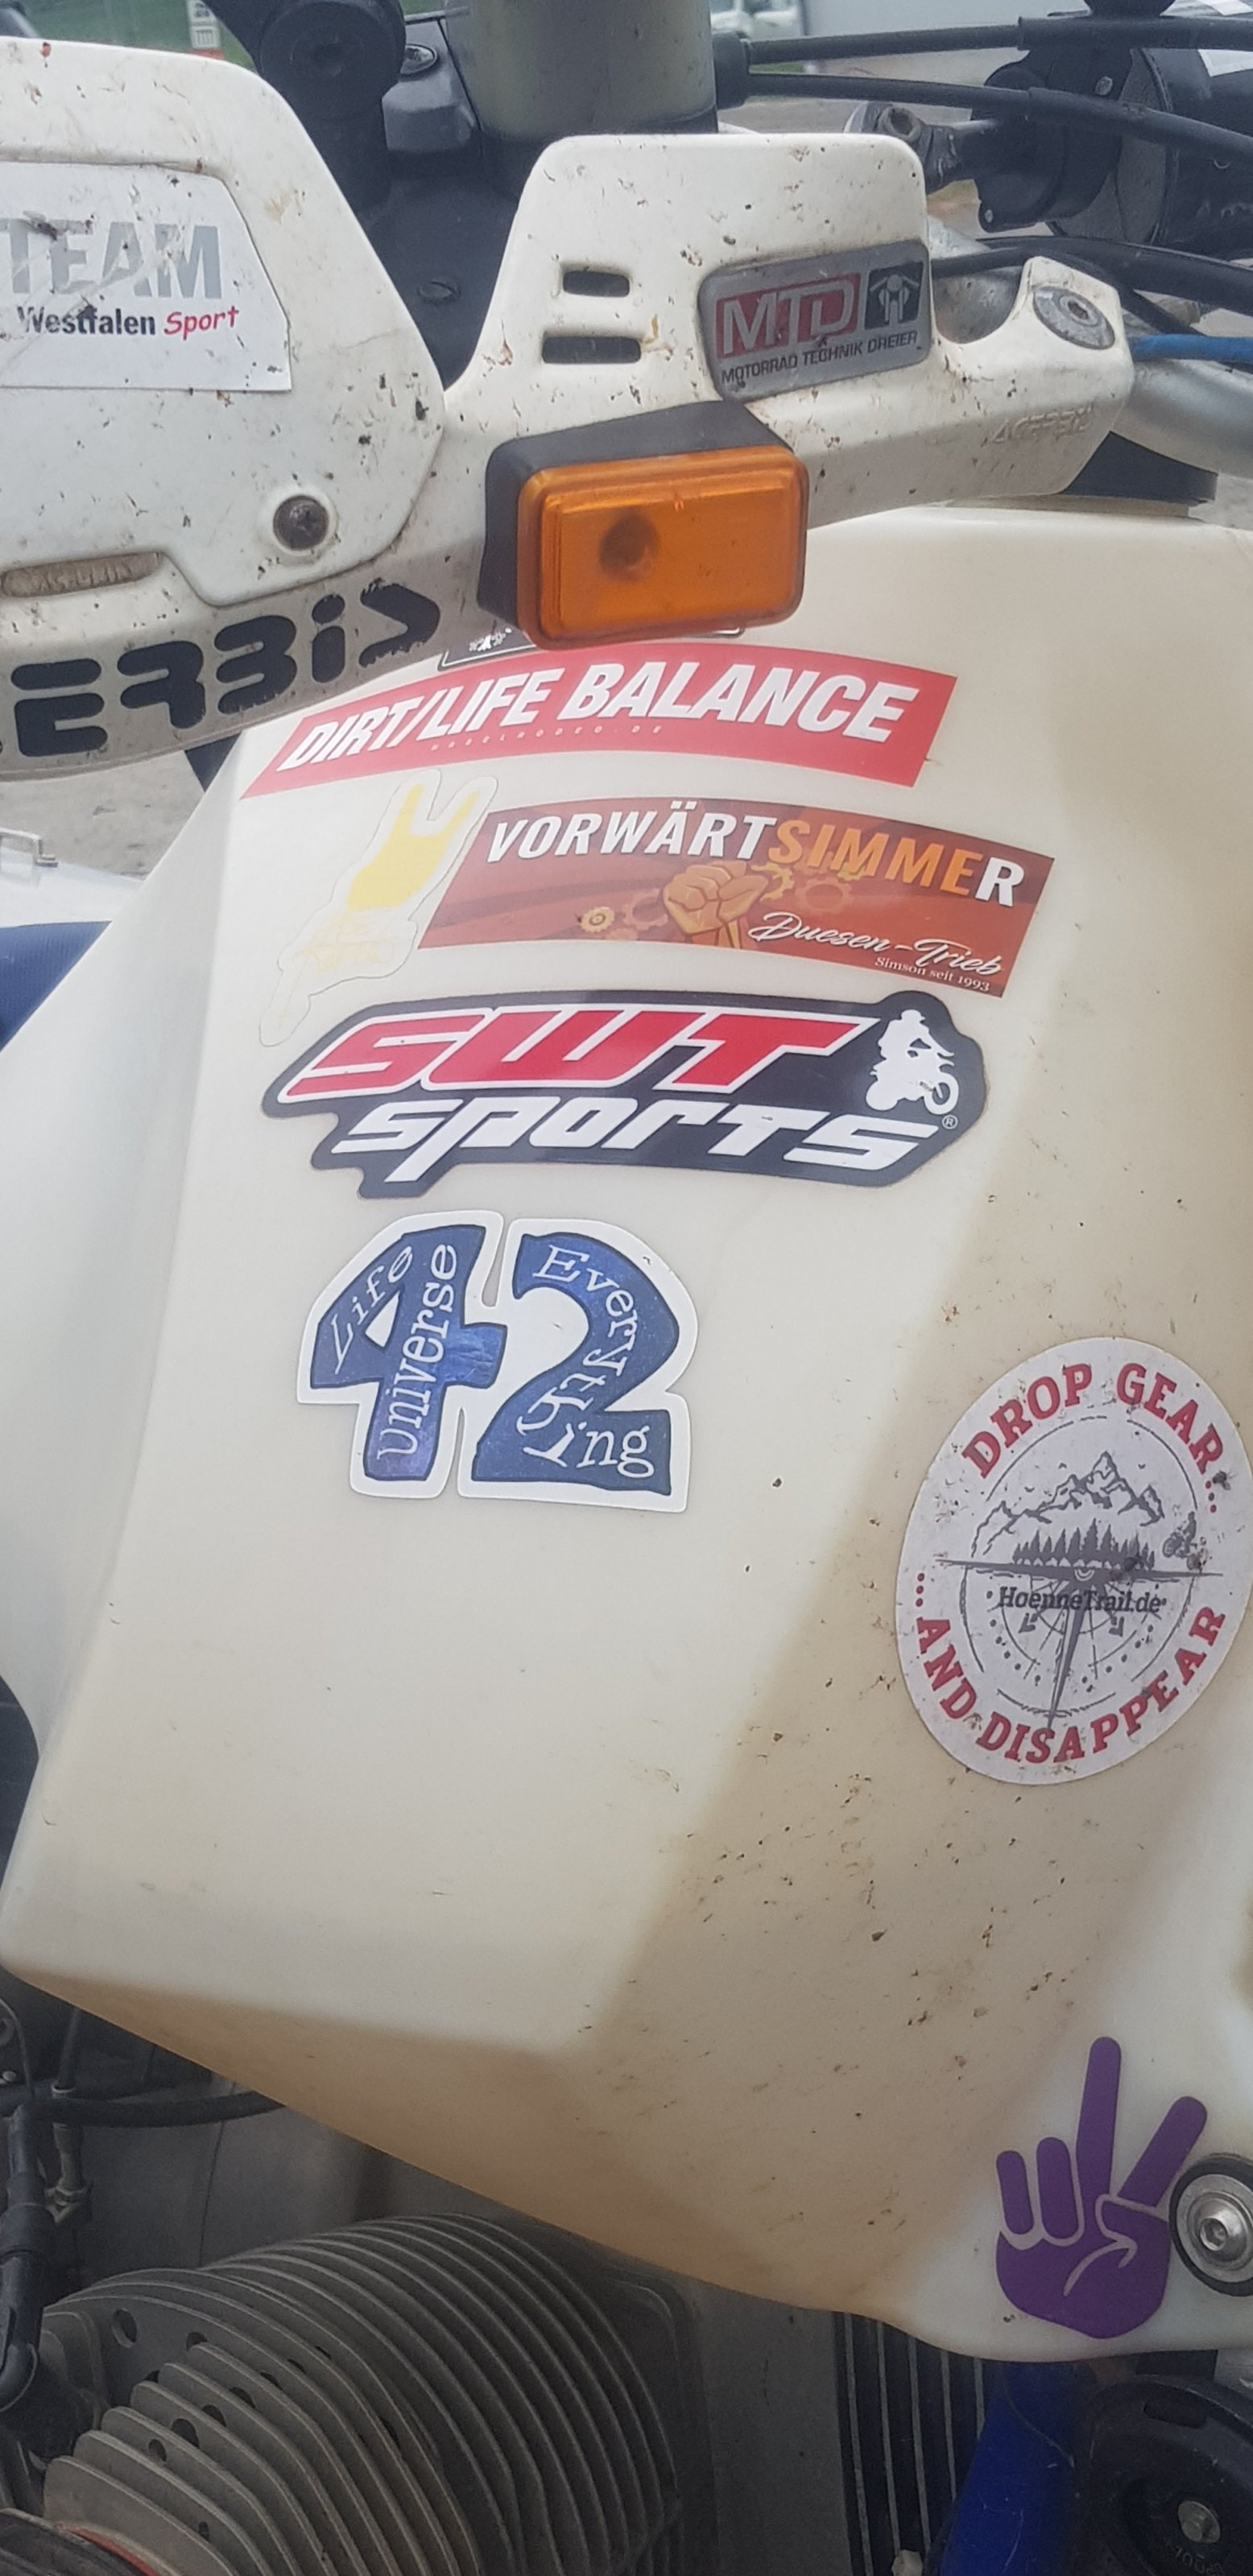 TEAM
Westfalen Sport
MTD
MOTORRAD TECHNIK DREIER
ACERBIS
ERBIS
DIRT/LIFE BALANCE
VORWÄRTSIMMER
Duesen-Trieb
Simson seit 1993
SWT
sports
®
42
Life
Universe
Everything
DROP GEAR...
HoenneTrail.de
...AND DISAPPEAR